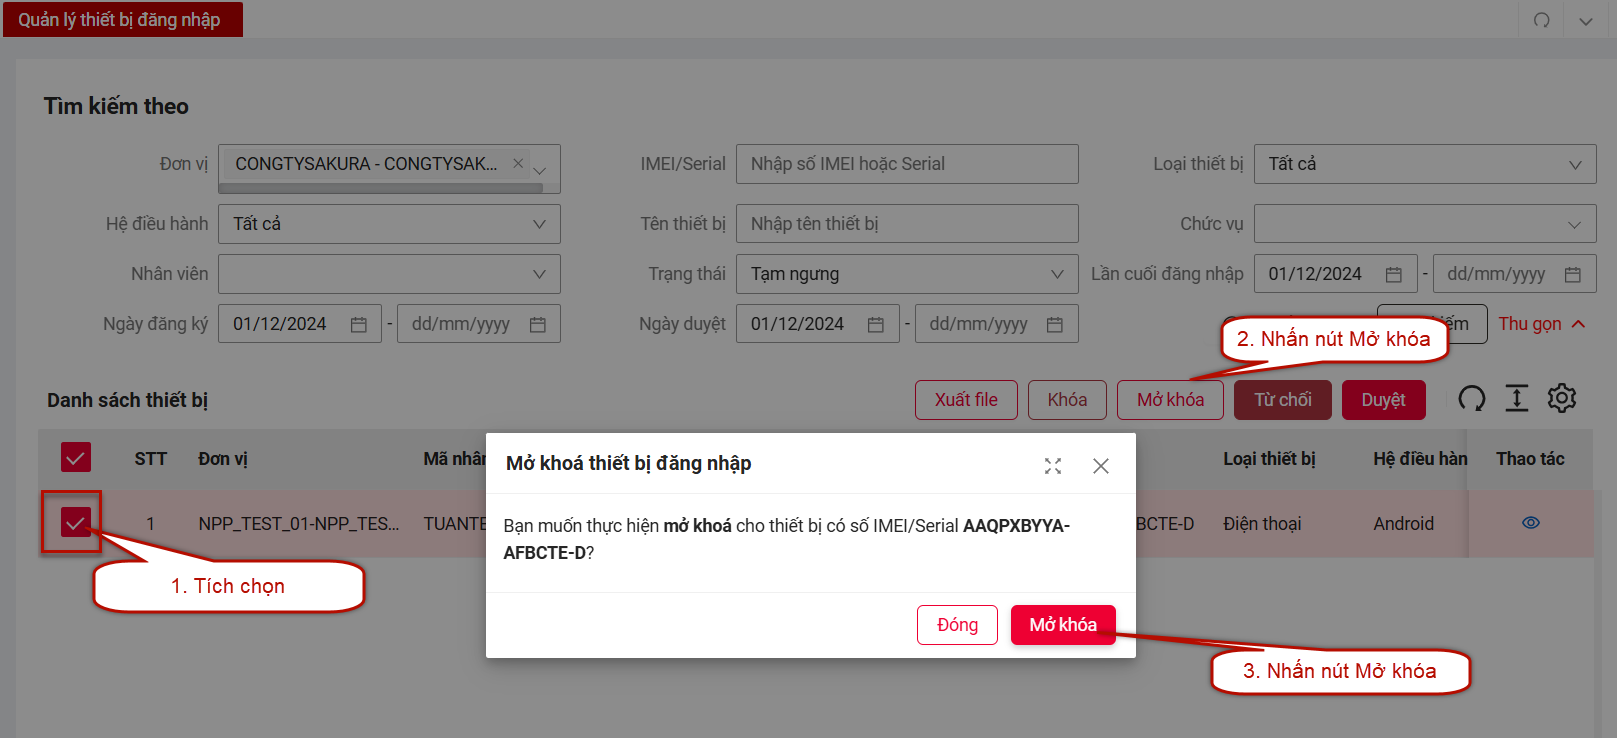 Quản lý thiết bị đăng nhập
Tìm kiếm theo
Đơn vị CONGTYSAKURA - CONGTYSAK... IMEI/Serial Nhập số IMEI hoặc Serial Loại thiết bị Tất cả
Hệ điều hành Tất cả Tên thiết bị Nhập tên thiết bị Chức vụ
Nhân viên Trạng thái Tạm ngưng Lần cuối đăng nhập 01/12/2024 - dd/mm/yyyy
Ngày đăng ký 01/12/2024 - dd/mm/yyyy Ngày duyệt 01/12/2024 - dd/mm/yyyy Thu gọn
2. Nhấn nút Mở khóa
Danh sách thiết bị Xuất file Khóa Mở khóa Từ chối Duyệt
STT Đơn vị Mã nhân Loại thiết bị Hệ điều hàn Thao tác
1 NPP_TEST_01-NPP_TES... TUANTE BCTE-D Điện thoại Android
1. Tích chọn
Mở khoá thiết bị đăng nhập
Bạn muốn thực hiện mở khoá cho thiết bị có số IMEI/Serial AAQPXBYYA-
AFBCTE-D?
Đóng Mở khóa
3. Nhấn nút Mở khóa